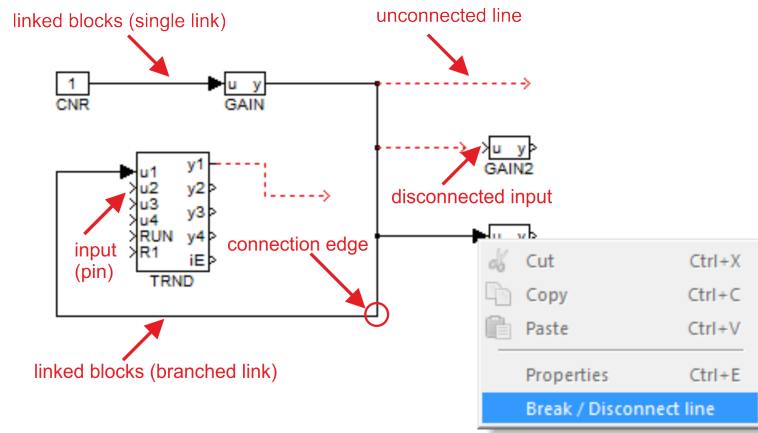 linked blocks (single link)
unconnected line
1
CNR
u y
GAIN
u y
GAIN2
disconnected input
u1
u2
u3
u4
RUN
R1
y1
y2
y3
y4
iE
TRND
input
(pin)
connection edge
u y
linked blocks (branched link)
Cut Ctrl+X
Copy Ctrl+C
Paste Ctrl+V
Properties Ctrl+E
Break / Disconnect line